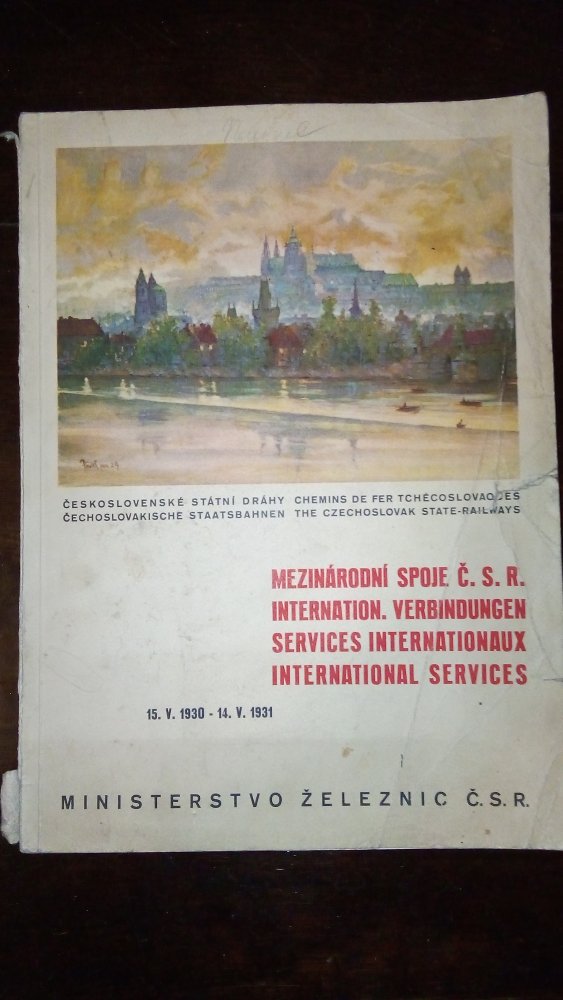 ČESKOSLOVENSKÉ STÁTNÍ DRÁHY CHEMINS DE FER TCHÉCOSLOVAQUES
ČECHOSLOVAKISCHE STAATSBAHNEN THE CZECHOSLOVAK STATE-RAILWAYS
MEZINÁRODNÍ SPOJE Č. S. R.
INTERNATION. VERBINDUNGEN
SERVICES INTERNATIONAUX
INTERNATIONAL SERVICES
15. V. 1930 - 14. V. 1931
MINISTERSTVO ŽELEZNIC Č.S.R.